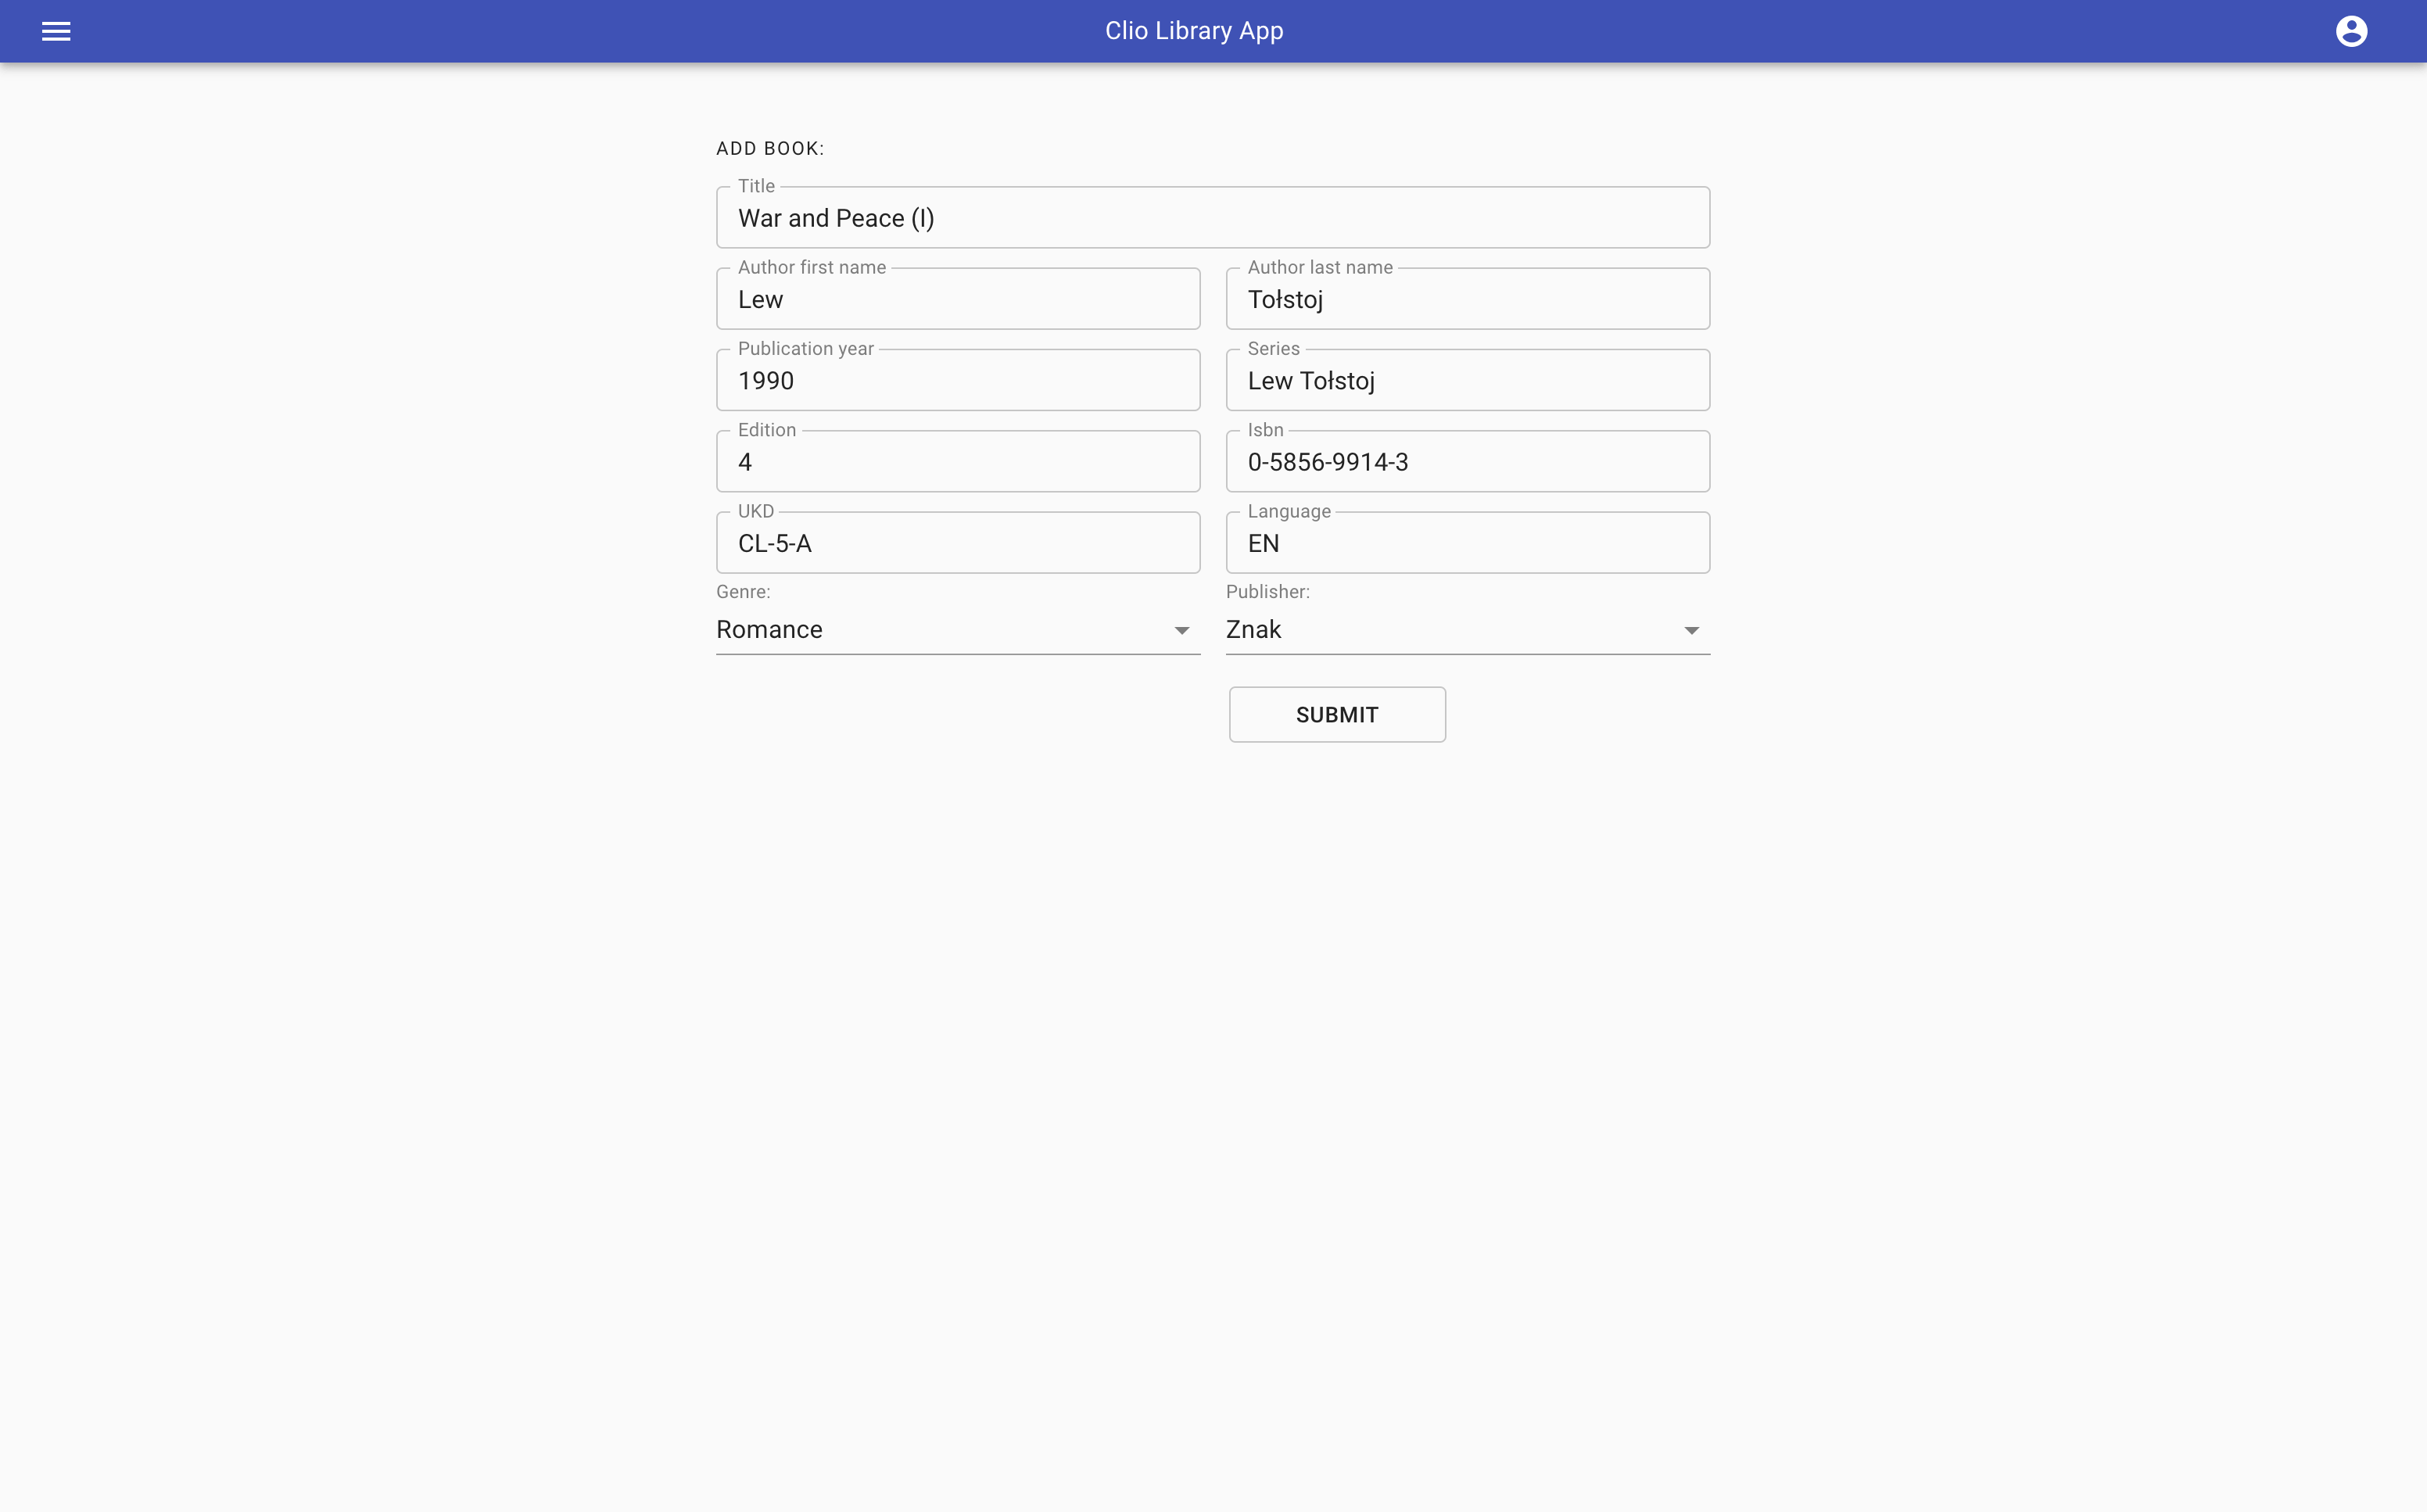 Clio Library App
ADD BOOK:
Title
War and Peace (I)
Author first name
Lew
Author last name
Tołstoj
Publication year
1990
Series
Lew Tołstoj
Edition
4
Isbn
0-5856-9914-3
UKD
CL-5-A
Language
EN
Genre:
Romance
Publisher:
Znak
SUBMIT